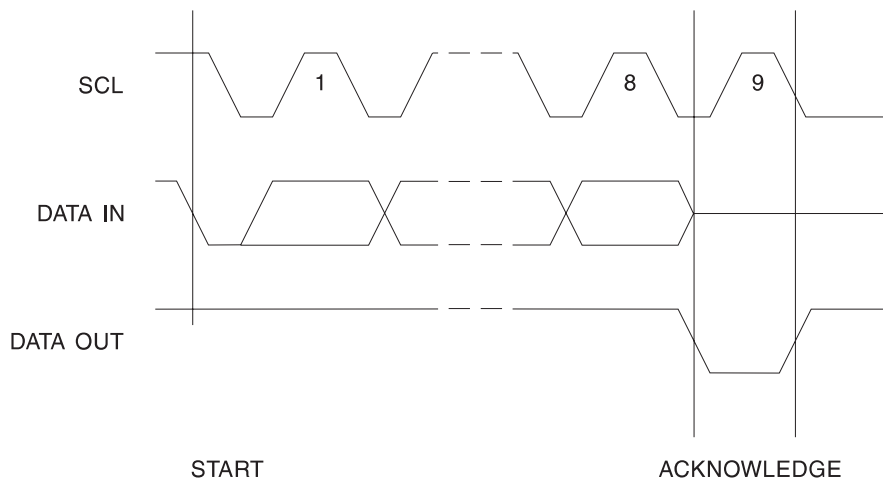 SCL
1
8
9
DATA IN
DATA OUT
START
ACKNOWLEDGE